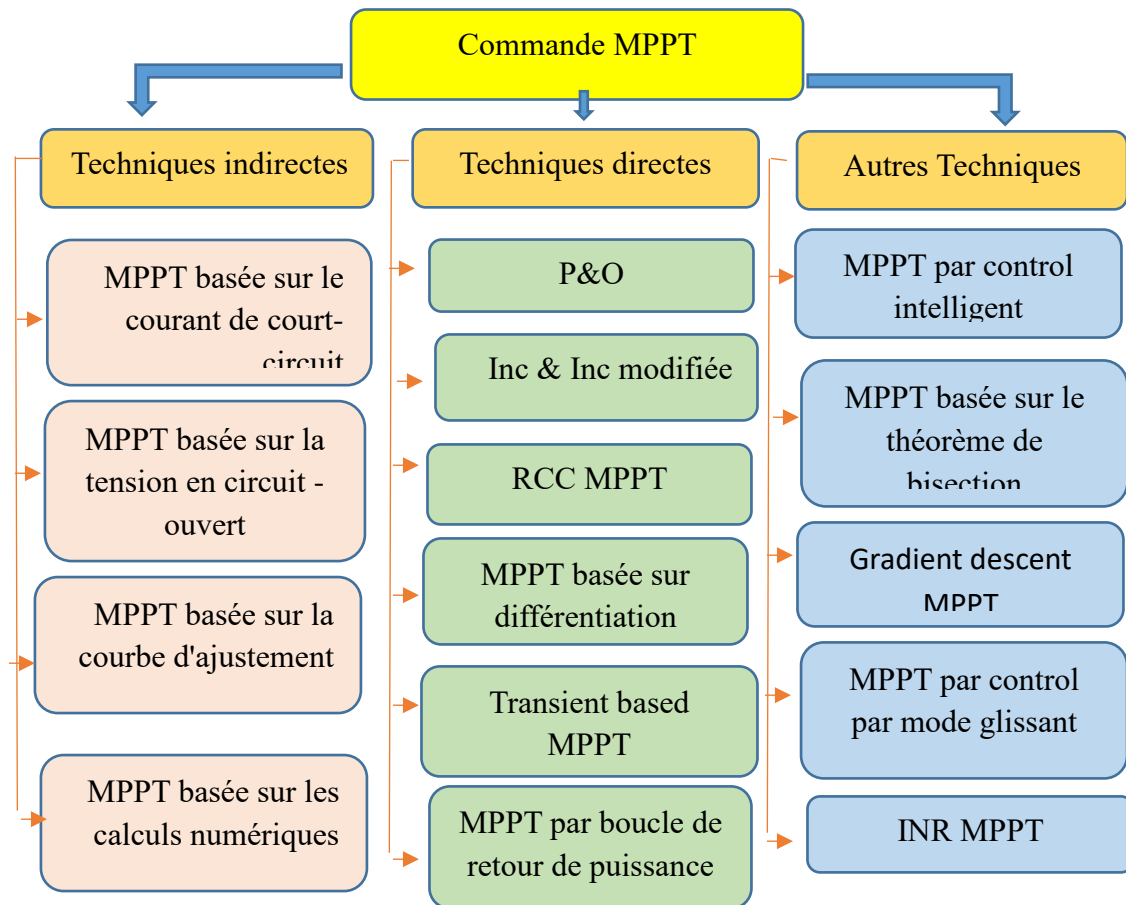 Commande MPPT
Techniques indirectes
MPPT basée sur le
courant de court-
circuit
MPPT basée sur la
tension en circuit -
ouvert
MPPT basée sur la
courbe d'ajustement
MPPT basée sur les
calculs numériques
Techniques directes
P&O
Inc & Inc modifiée
RCC MPPT
MPPT basée sur
différentiation
Transient based
MPPT
MPPT par boucle de
retour de puissance
Autres Techniques
MPPT par control
intelligent
MPPT basée sur le
théorème de
bisection
Gradient descent
MPPT
MPPT par control
par mode glissant
INR MPPT